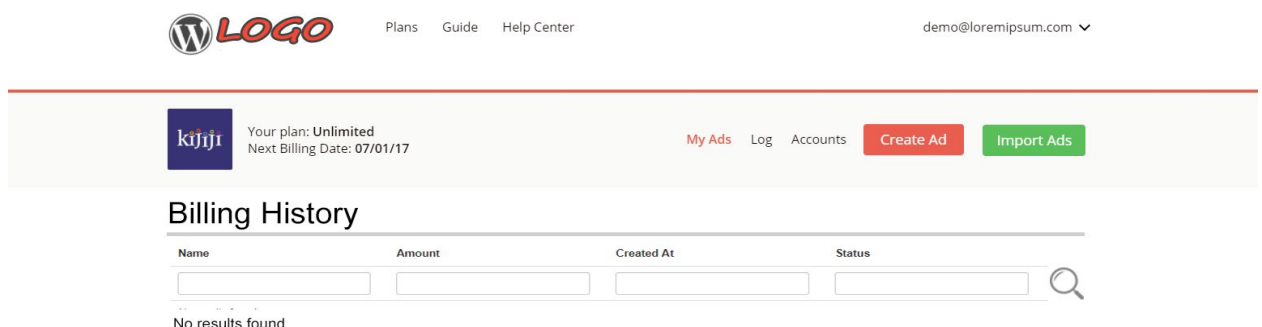 LOGO Plans Guide Help Center demo@loremipsum.com
kijiji Your plan: Unlimited
Next Billing Date: 07/01/17
My Ads Log Accounts Create Ad Import Ads
Billing History
Name Amount Created At Status
No results found